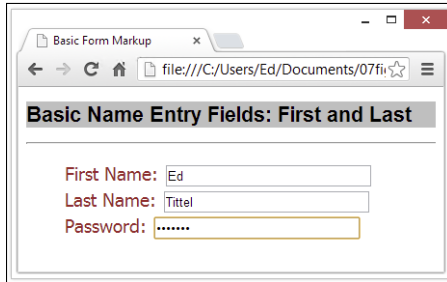 Basic Form Markup
file:///C:/Users/Ed/Documents/07fig
Basic Name Entry Fields: First and Last
First Name: Ed
Last Name: Tittel
Password: •••••••